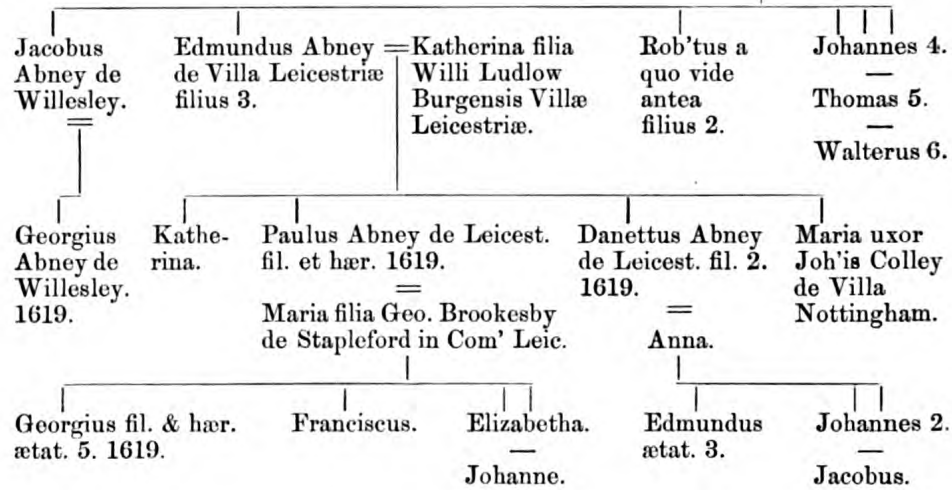 Jacobus
Abney de
Willesley.
Edmundus Abney
de Villa Leicestriæ
filius 3.
Katherina filia
Willi Ludlow
Burgensis Villæ
Leicestriæ.
Rob'tus a
quo vide
antea
filius 2.
Johannes 4.
Thomas 5.
Walterus 6.
Georgius
Abney de
Willesley.
1619.
Kathe-
rina.
Paulus Abney de Leicest.
fil. et hær. 1619.
Maria filia Geo. Brookesby
de Stapleford in Com' Leic.
Danettus Abney
de Leicest. fil. 2.
1619.
Anna.
Maria uxor
Joh'is Colley
de Villa
Nottingham.
Georgius fil. & hær.
ætat. 5. 1619.
Franciscus.
Elizabetha.
Johanne.
Edmundus
ætat. 3.
Johannes 2.
Jacobus.